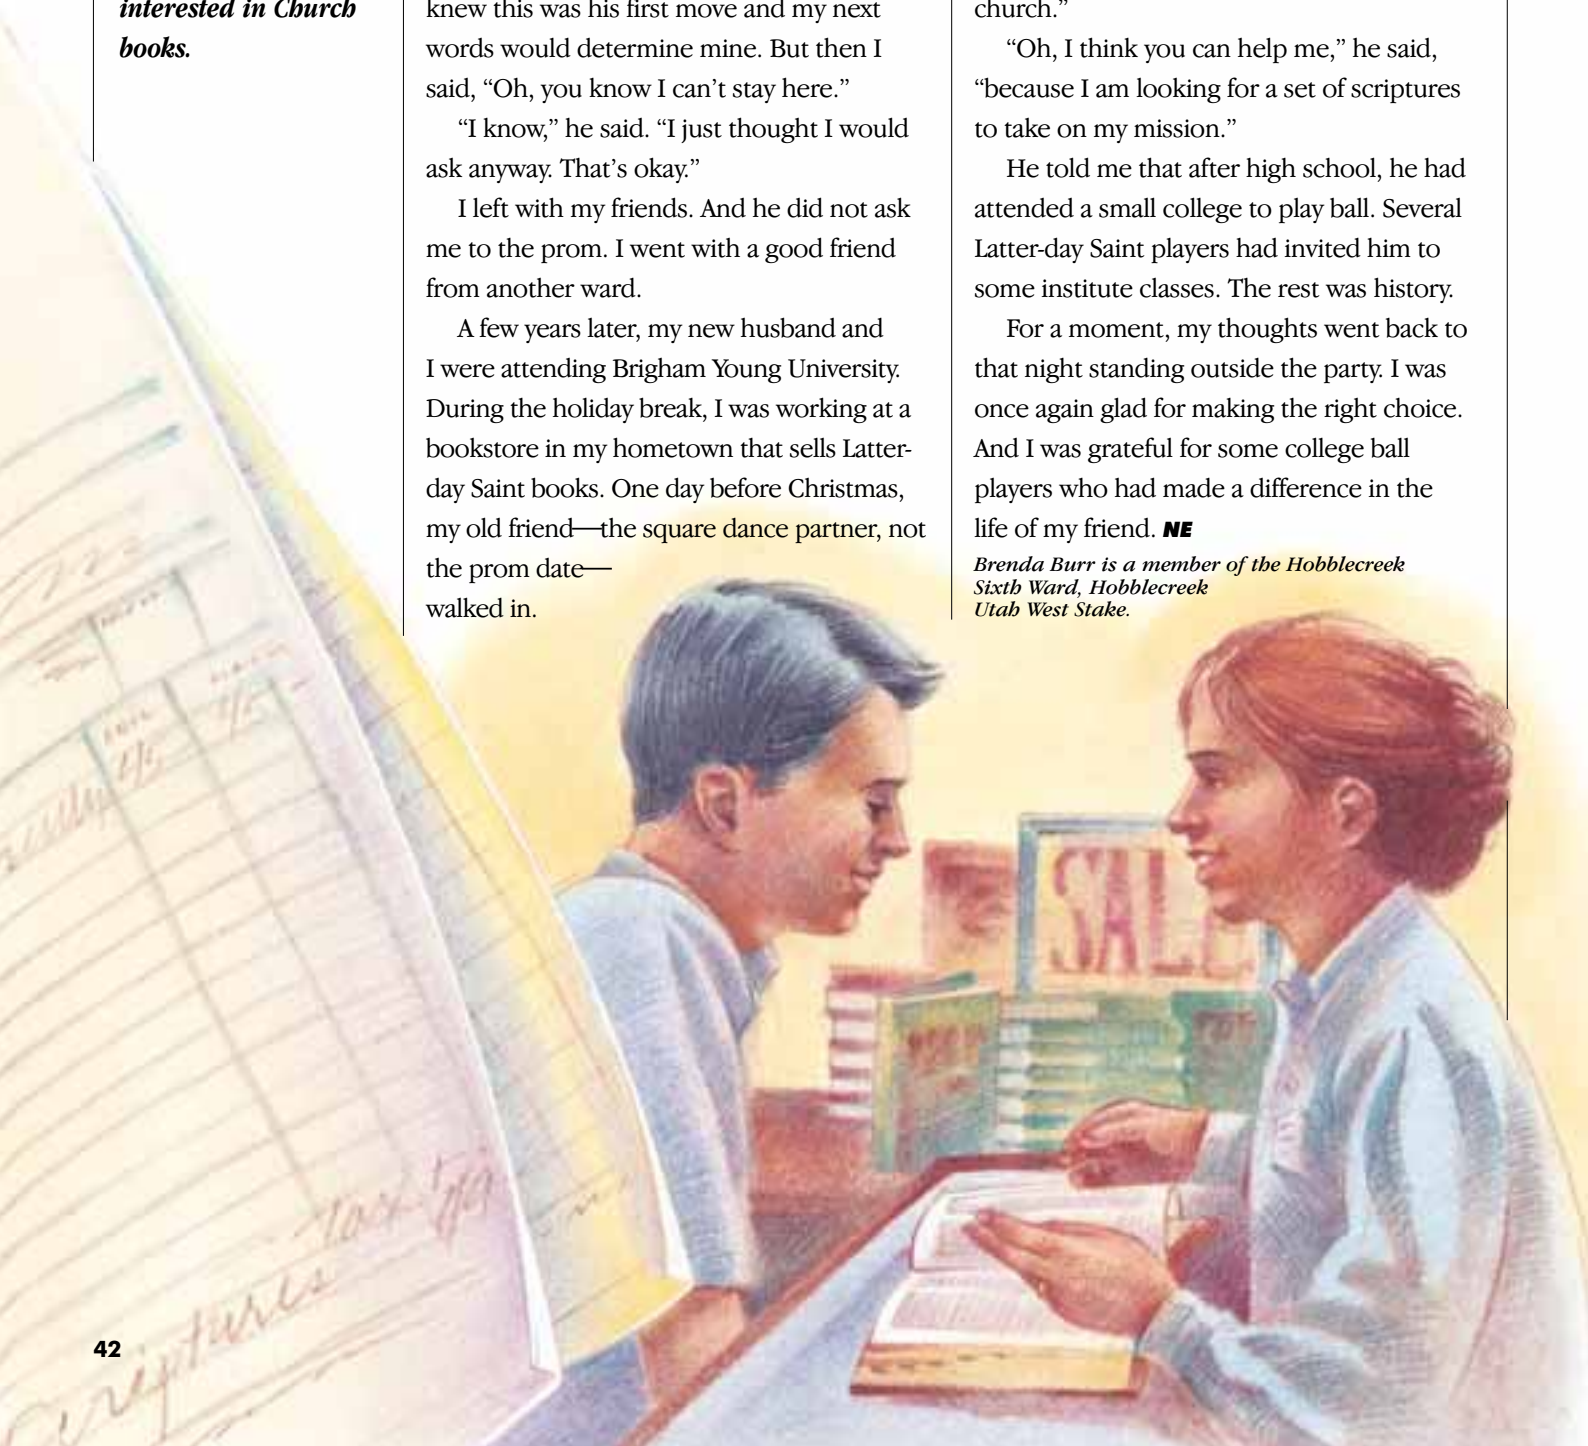 interested in Church
books.
knew this was his first move and my next
words would determine mine. But then I
said, “Oh, you know I can’t stay here.”
“I know,” he said. “I just thought I would
ask anyway. That’s okay.”
I left with my friends. And he did not ask
me to the prom. I went with a good friend
from another ward.
A few years later, my new husband and
I were attending Brigham Young University.
During the holiday break, I was working at a
bookstore in my hometown that sells Latter-
day Saint books. One day before Christmas,
my old friend—the square dance partner, not
the prom date—
walked in.
church.”
“Oh, I think you can help me,” he said,
“because I am looking for a set of scriptures
to take on my mission.”
He told me that after high school, he had
attended a small college to play ball. Several
Latter-day Saint players had invited him to
some institute classes. The rest was history.
For a moment, my thoughts went back to
that night standing outside the party. I was
once again glad for making the right choice.
And I was grateful for some college ball
players who had made a difference in the
life of my friend. NE
Brenda Burr is a member of the Hobblecreek
Sixth Ward, Hobblecreek
Utah West Stake.
SALE
tax
scriptures
42